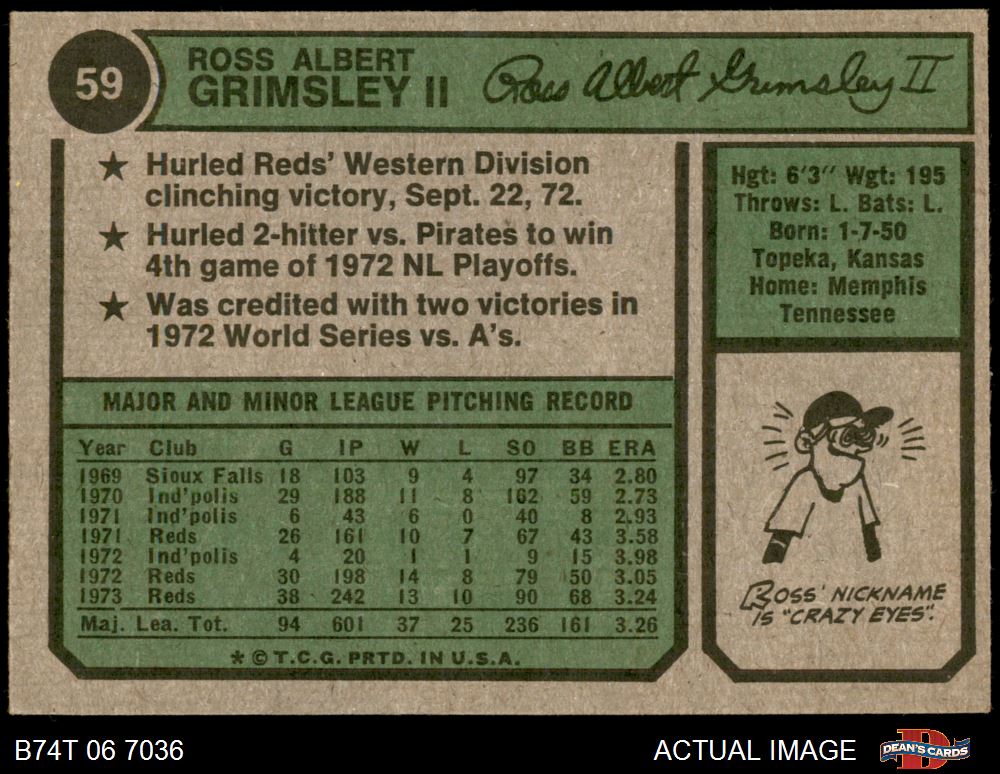 59
ROSS ALBERT
GRIMSLEY II
Ross Albert Grimsley II
★ Hurled Reds' Western Division
clinching victory, Sept. 22, 72.
★ Hurled 2-hitter vs. Pirates to win
4th game of 1972 NL Playoffs.
★ Was credited with two victories in
1972 World Series vs. A's.
Hgt: 6'3" Wgt: 195
Throws: L. Bats: L.
Born: 1-7-50
Topeka, Kansas
Home: Memphis
Tennessee
MAJOR AND MINOR LEAGUE PITCHING RECORD
Year Club G IP W L SO BB ERA
1969 Sioux Falls 18 103 9 4 97 34 2.80
1970 Ind'polis 29 188 11 8 162 59 2.73
1971 Ind'polis 6 43 6 0 40 8 2.93
1971 Reds 26 161 10 7 67 43 3.58
1972 Ind'polis 4 20 1 1 9 15 3.98
1972 Reds 30 198 14 8 79 50 3.05
1973 Reds 38 242 13 10 90 68 3.24
Maj. Lea. Tot. 94 601 37 25 236 161 3.26
* © T.C.G. PRTD. IN U.S.A.
ROSS' NICKNAME
IS "CRAZY EYES".
B74T 06 7036
ACTUAL IMAGE
D
DEAN'S CARDS